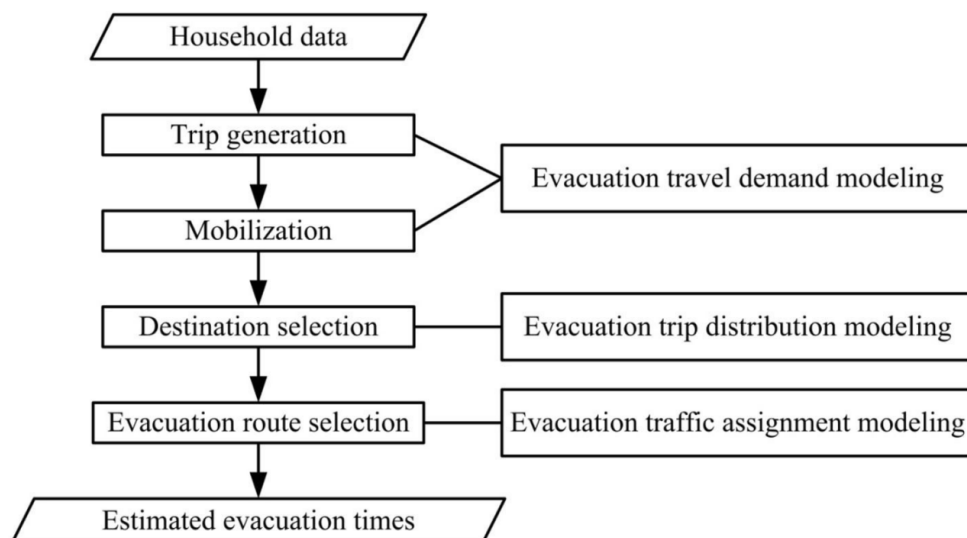 Household data
Trip generation
Evacuation travel demand modeling
Mobilization
Destination selection
Evacuation trip distribution modeling
Evacuation route selection
Evacuation traffic assignment modeling
Estimated evacuation times